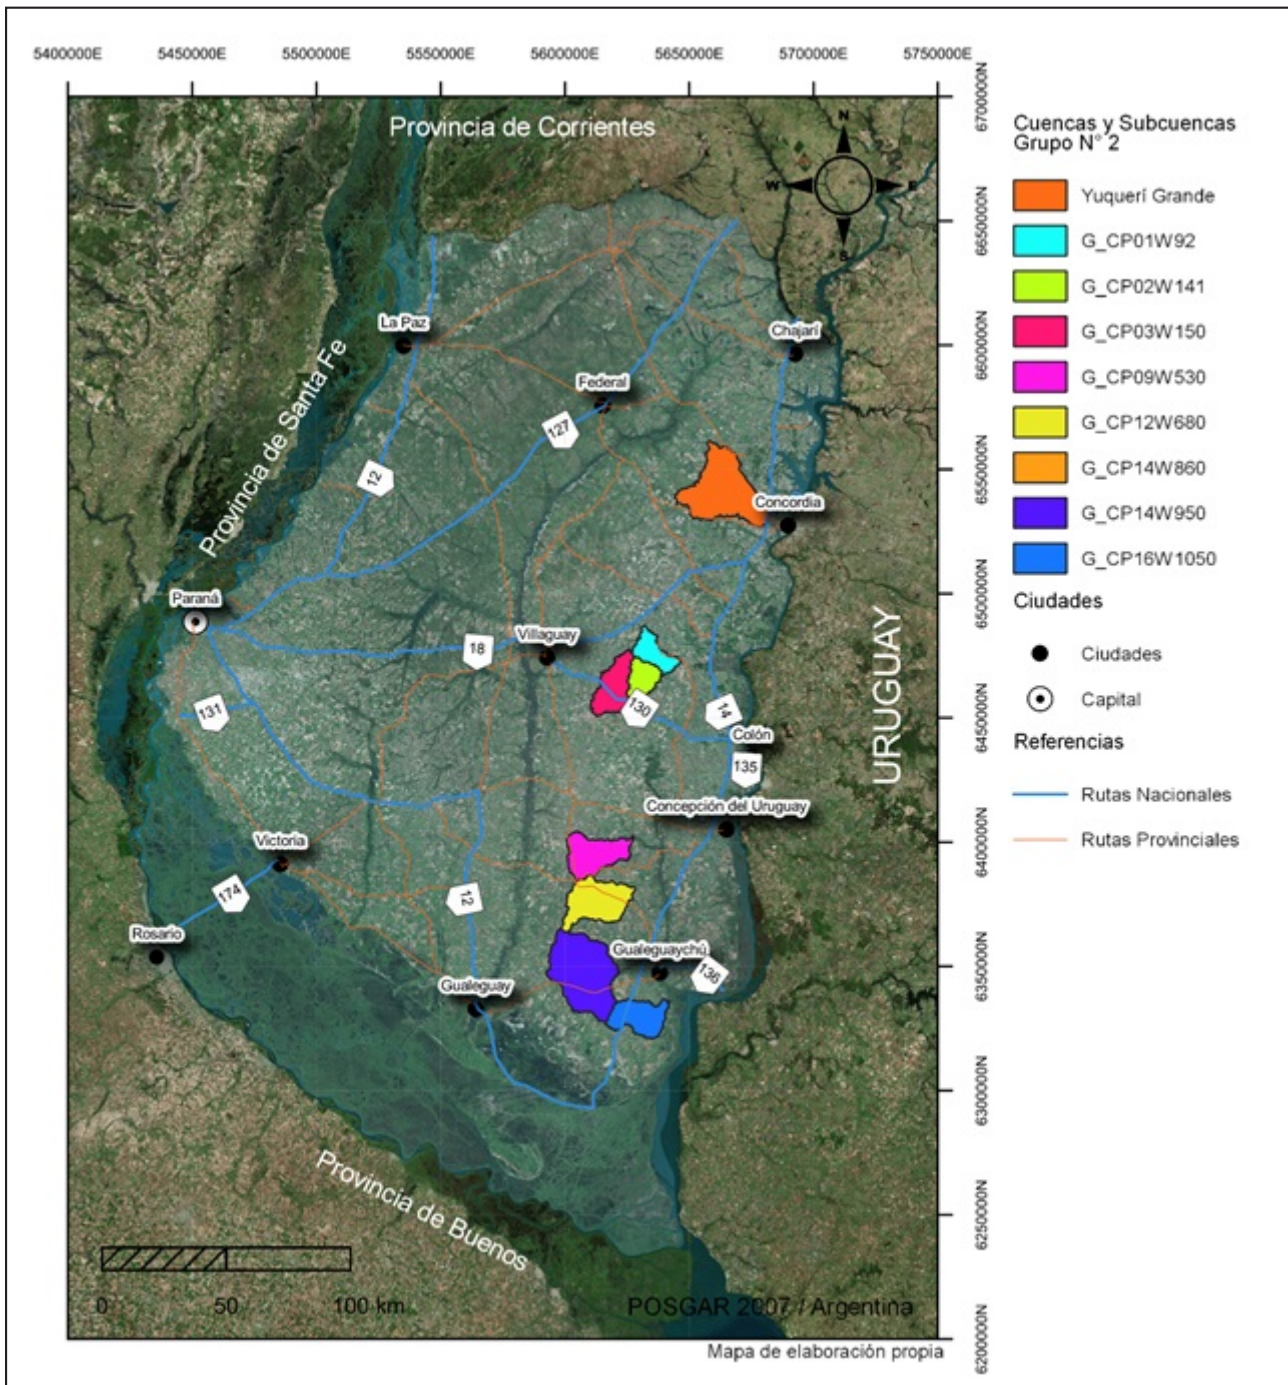 5400000E 5450000E 5500000E 5550000E 5600000E 5650000E 5700000E 5750000E
6700000N
6650000N
6600000N
6550000N
6500000N
6450000N
6400000N
6350000N
6300000N
6250000N
6200000N
Provincia de Corrientes
N
W E
S
La Paz
Chajarí
Federal
Provincia de Santa Fe
127
12
Concordia
Paraná
Villaguay
18
131
130
14
Colón
135
URUGUAY
Concepción del Uruguay
Victoria
174
12
Rosario
Gualeguaychú
136
Gualeguay
Provincia de Buenos
0 50 100 km
POSGAR 2007 / Argentina
Mapa de elaboración propia
Cuencas y Subcuencas
Grupo N° 2
Yuquerí Grande
G_CP01W92
G_CP02W141
G_CP03W150
G_CP09W530
G_CP12W680
G_CP14W860
G_CP14W950
G_CP16W1050
Ciudades
Ciudades
Capital
Referencias
Rutas Nacionales
Rutas Provinciales